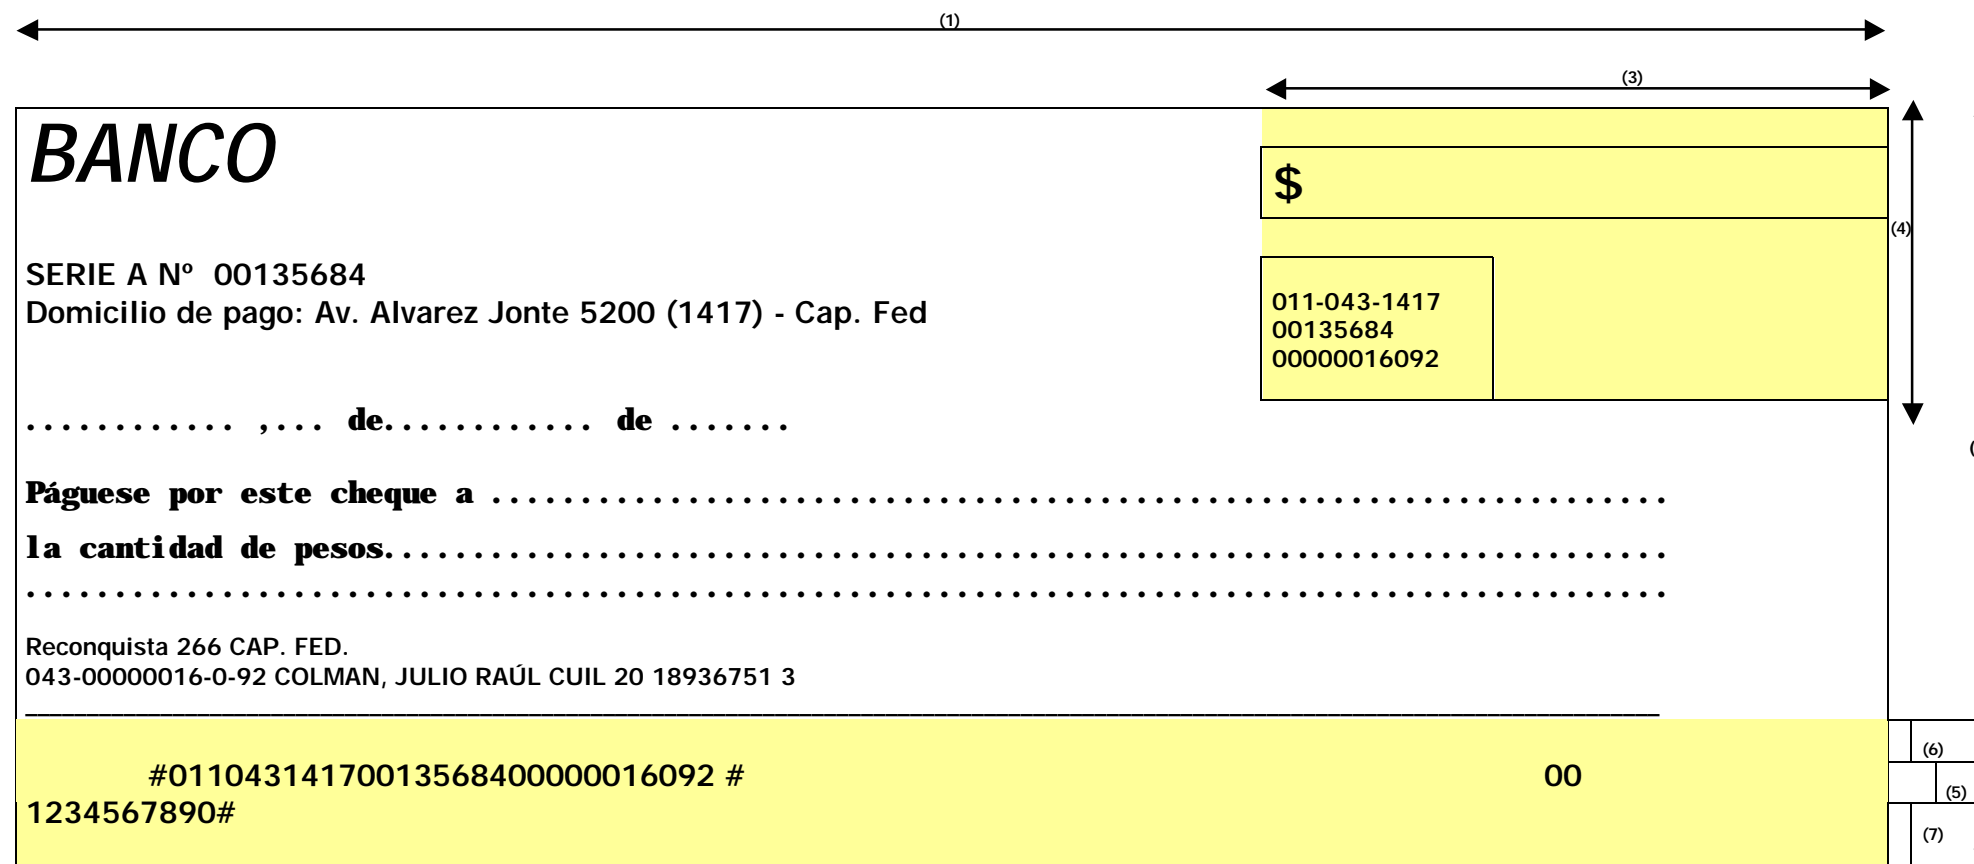 (1)
(3)
BANCO
$
(4)
SERIE A Nº 00135684
Domicilio de pago: Av. Alvarez Jonte 5200 (1417) - Cap. Fed
011-043-1417
00135684
00000016092
............ ,... de............ de .......
(
Páguese por este cheque a ...................................................................
la cantidad de pesos.........................................................................
.............................................................................................
Reconquista 266 CAP. FED.
043-00000016-0-92 COLMAN, JULIO RAÚL CUIL 20 18936751 3
(6)
#0110431417001356840000016092 # 00
(5)
1234567890#
(7)